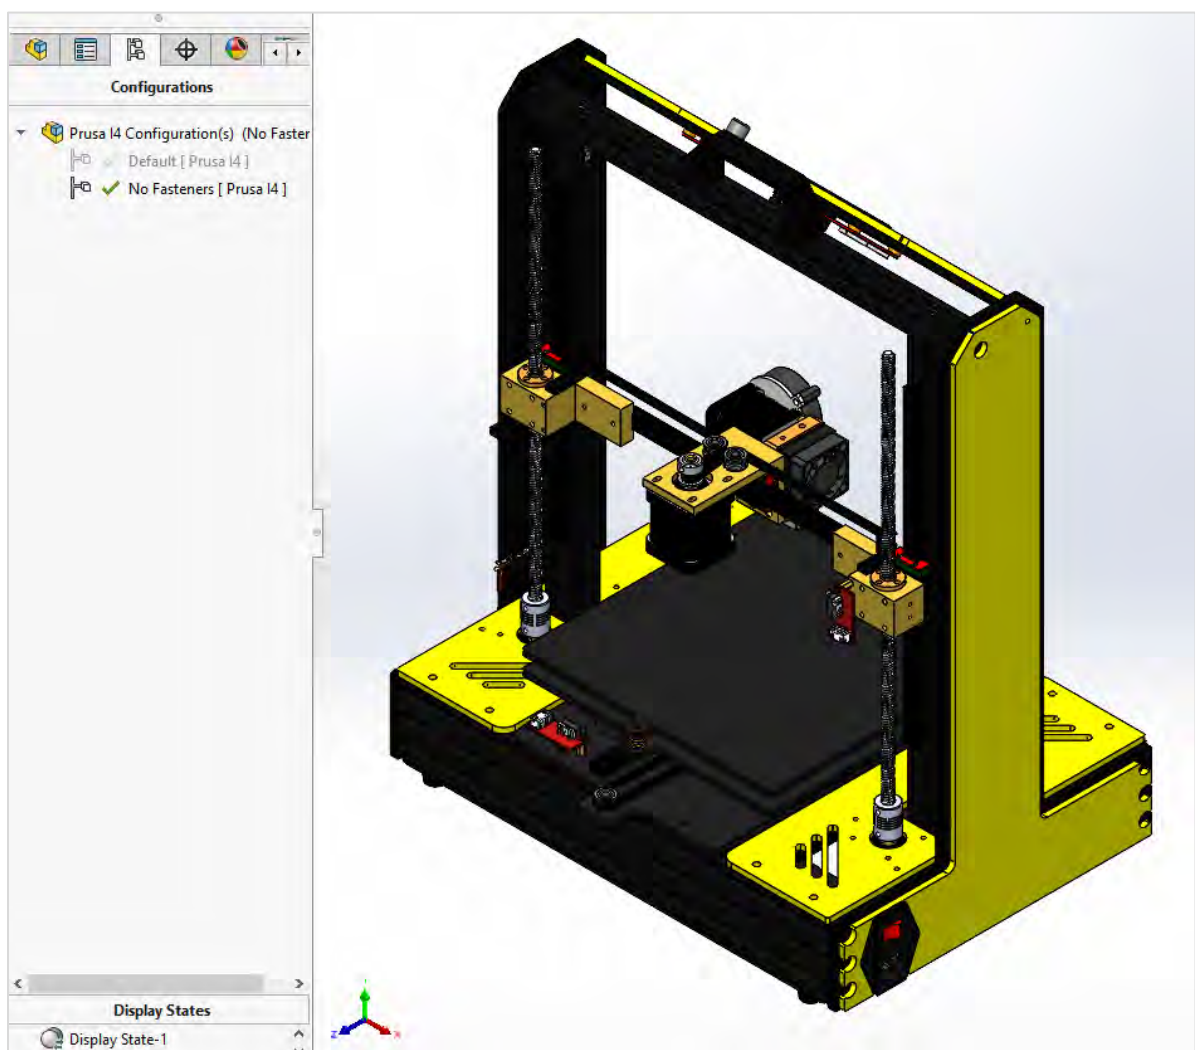 Configurations
Prusa I4 Configuration(s) (No Faster
Default [ Prusa I4 ]
No Fasteners [ Prusa I4 ]
Display States
Display State-1